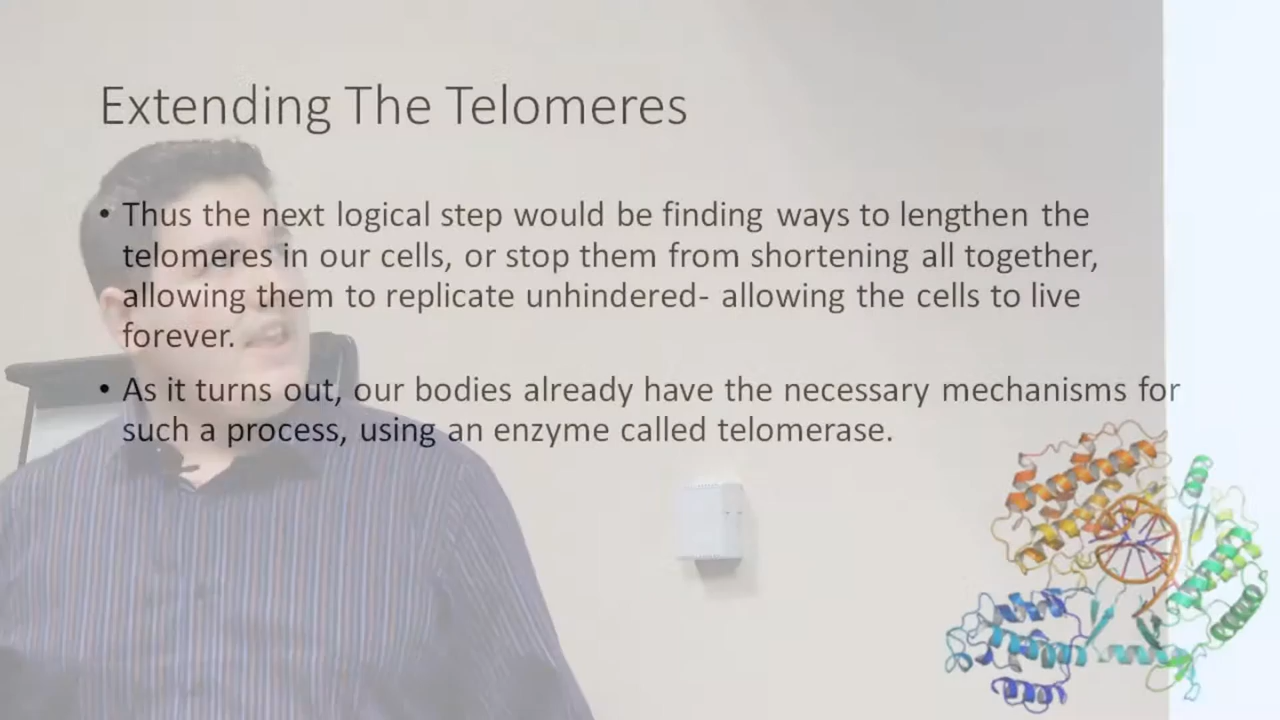 Extending The Telomeres
• Thus the next logical step would be finding ways to lengthen the
telomeres in our cells, or stop them from shortening all together,
allowing them to replicate unhindered- allowing the cells to live
forever.
• As it turns out, our bodies already have the necessary mechanisms for
such a process, using an enzyme called telomerase.